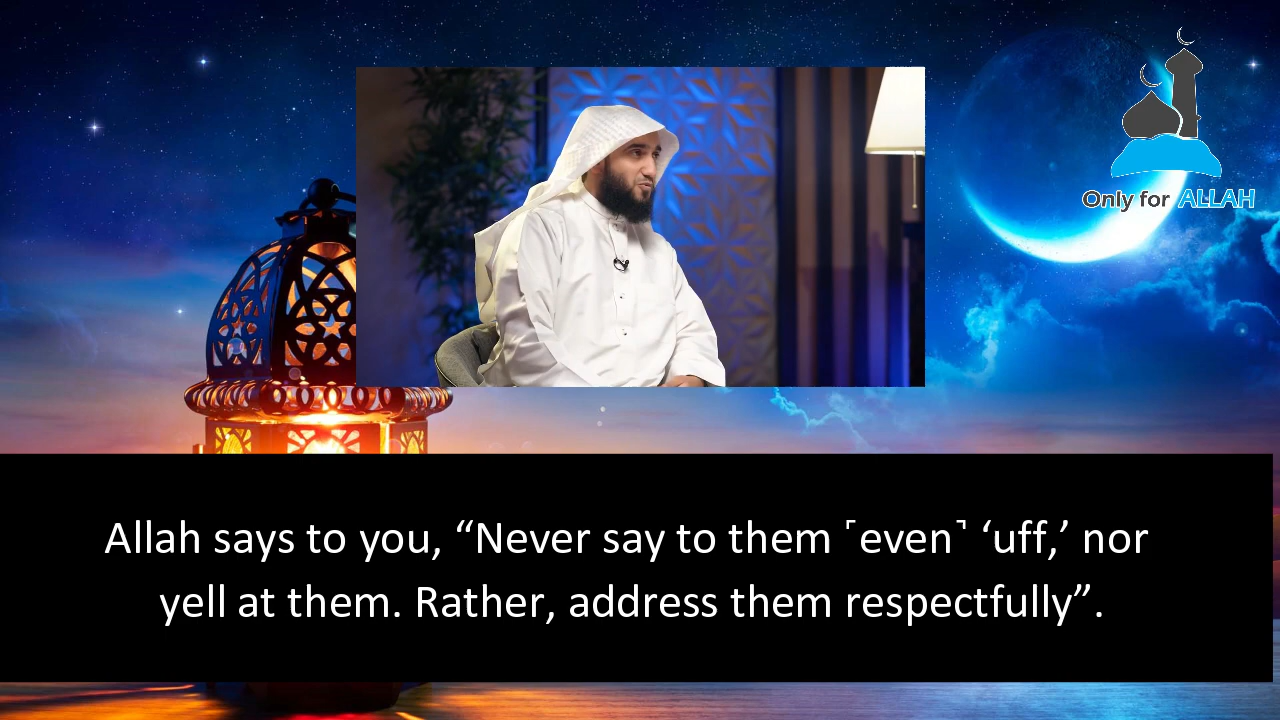 Only for ALLAH
Allah says to you, “Never say to them ˹even˺ ‘uff,’ nor
yell at them. Rather, address them respectfully”.